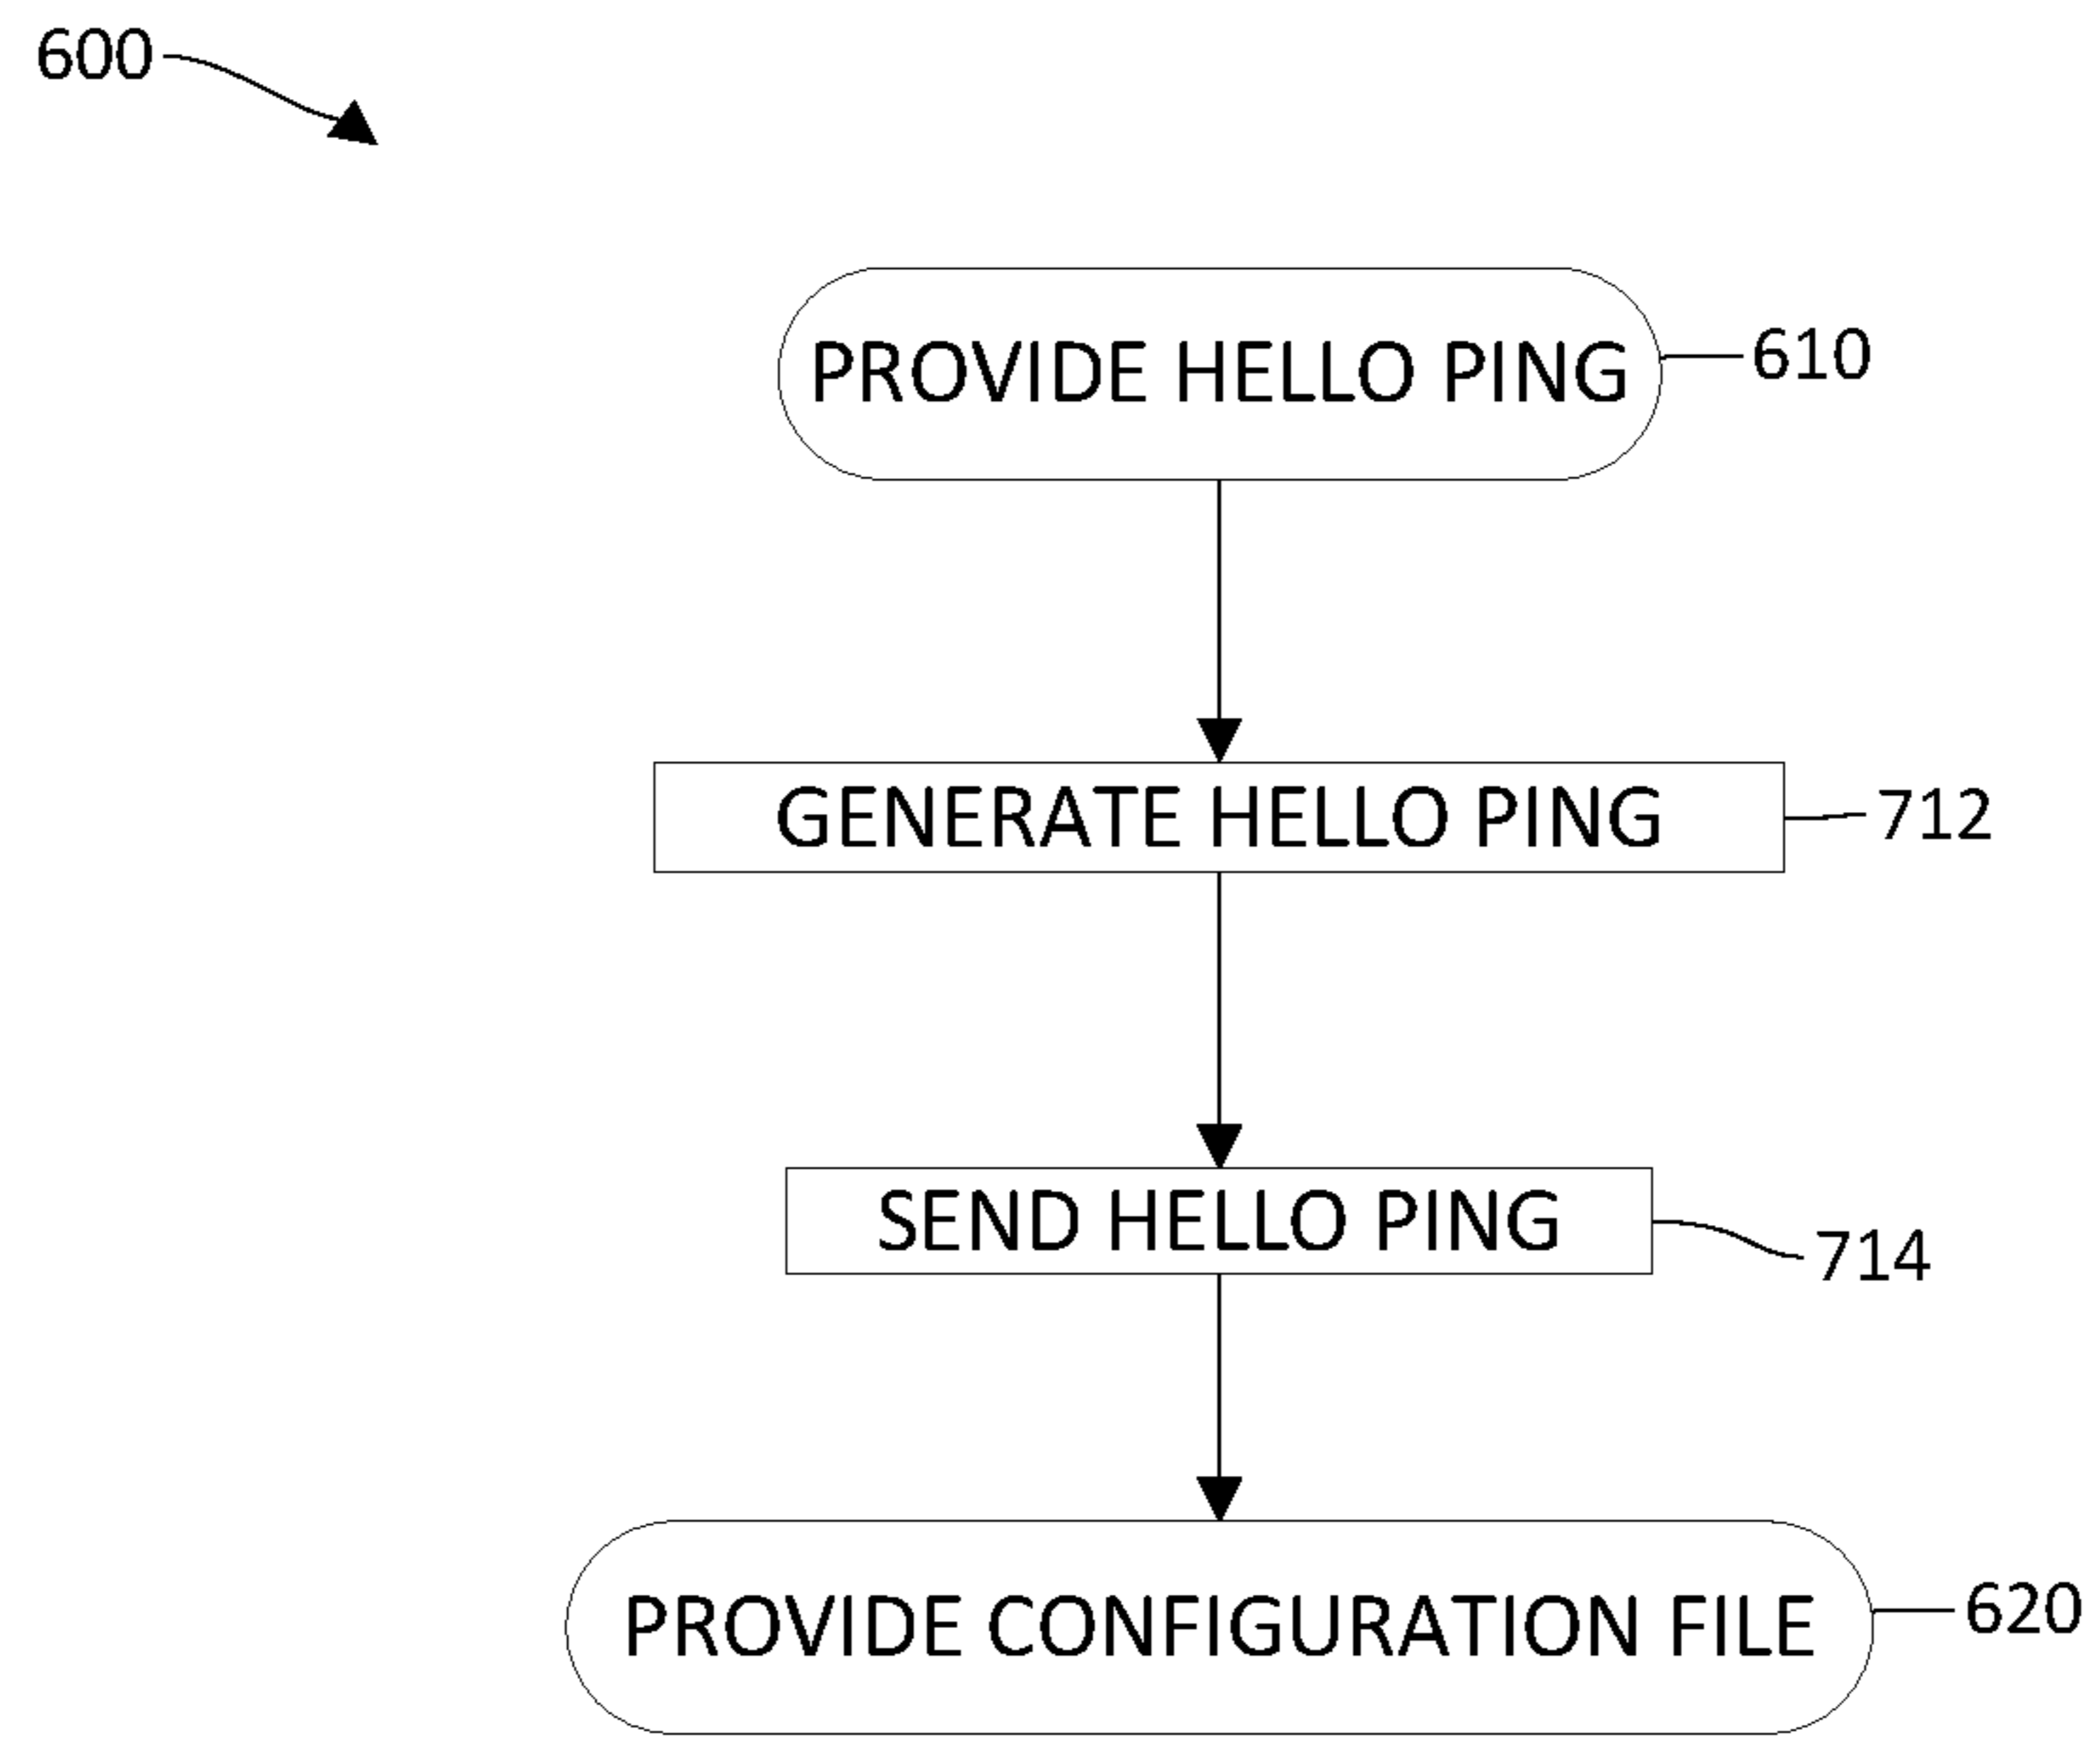 600
PROVIDE HELLO PING
610
GENERATE HELLO PING
712
SEND HELLO PING
714
PROVIDE CONFIGURATION FILE
620